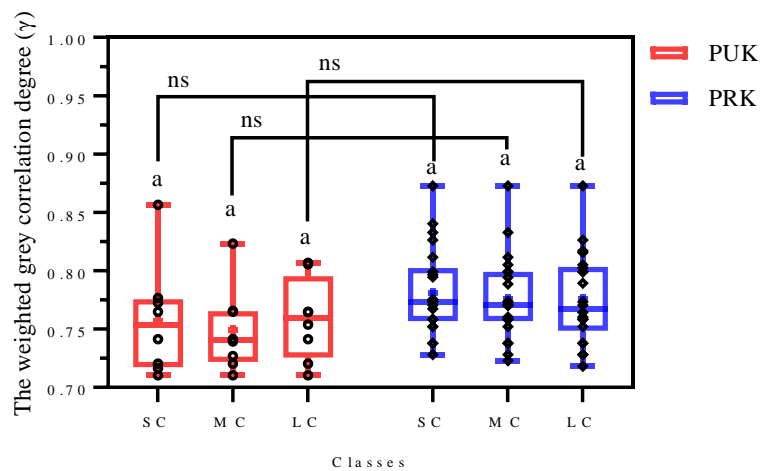 The weighted grey correlation degree (γ)
1.00
0.95
0.90
0.85
0.80
0.75
0.70
ns
ns
ns
a
a
a
a
a
a
SC
MC
LC
SC
MC
LC
Classes
PUK
PRK